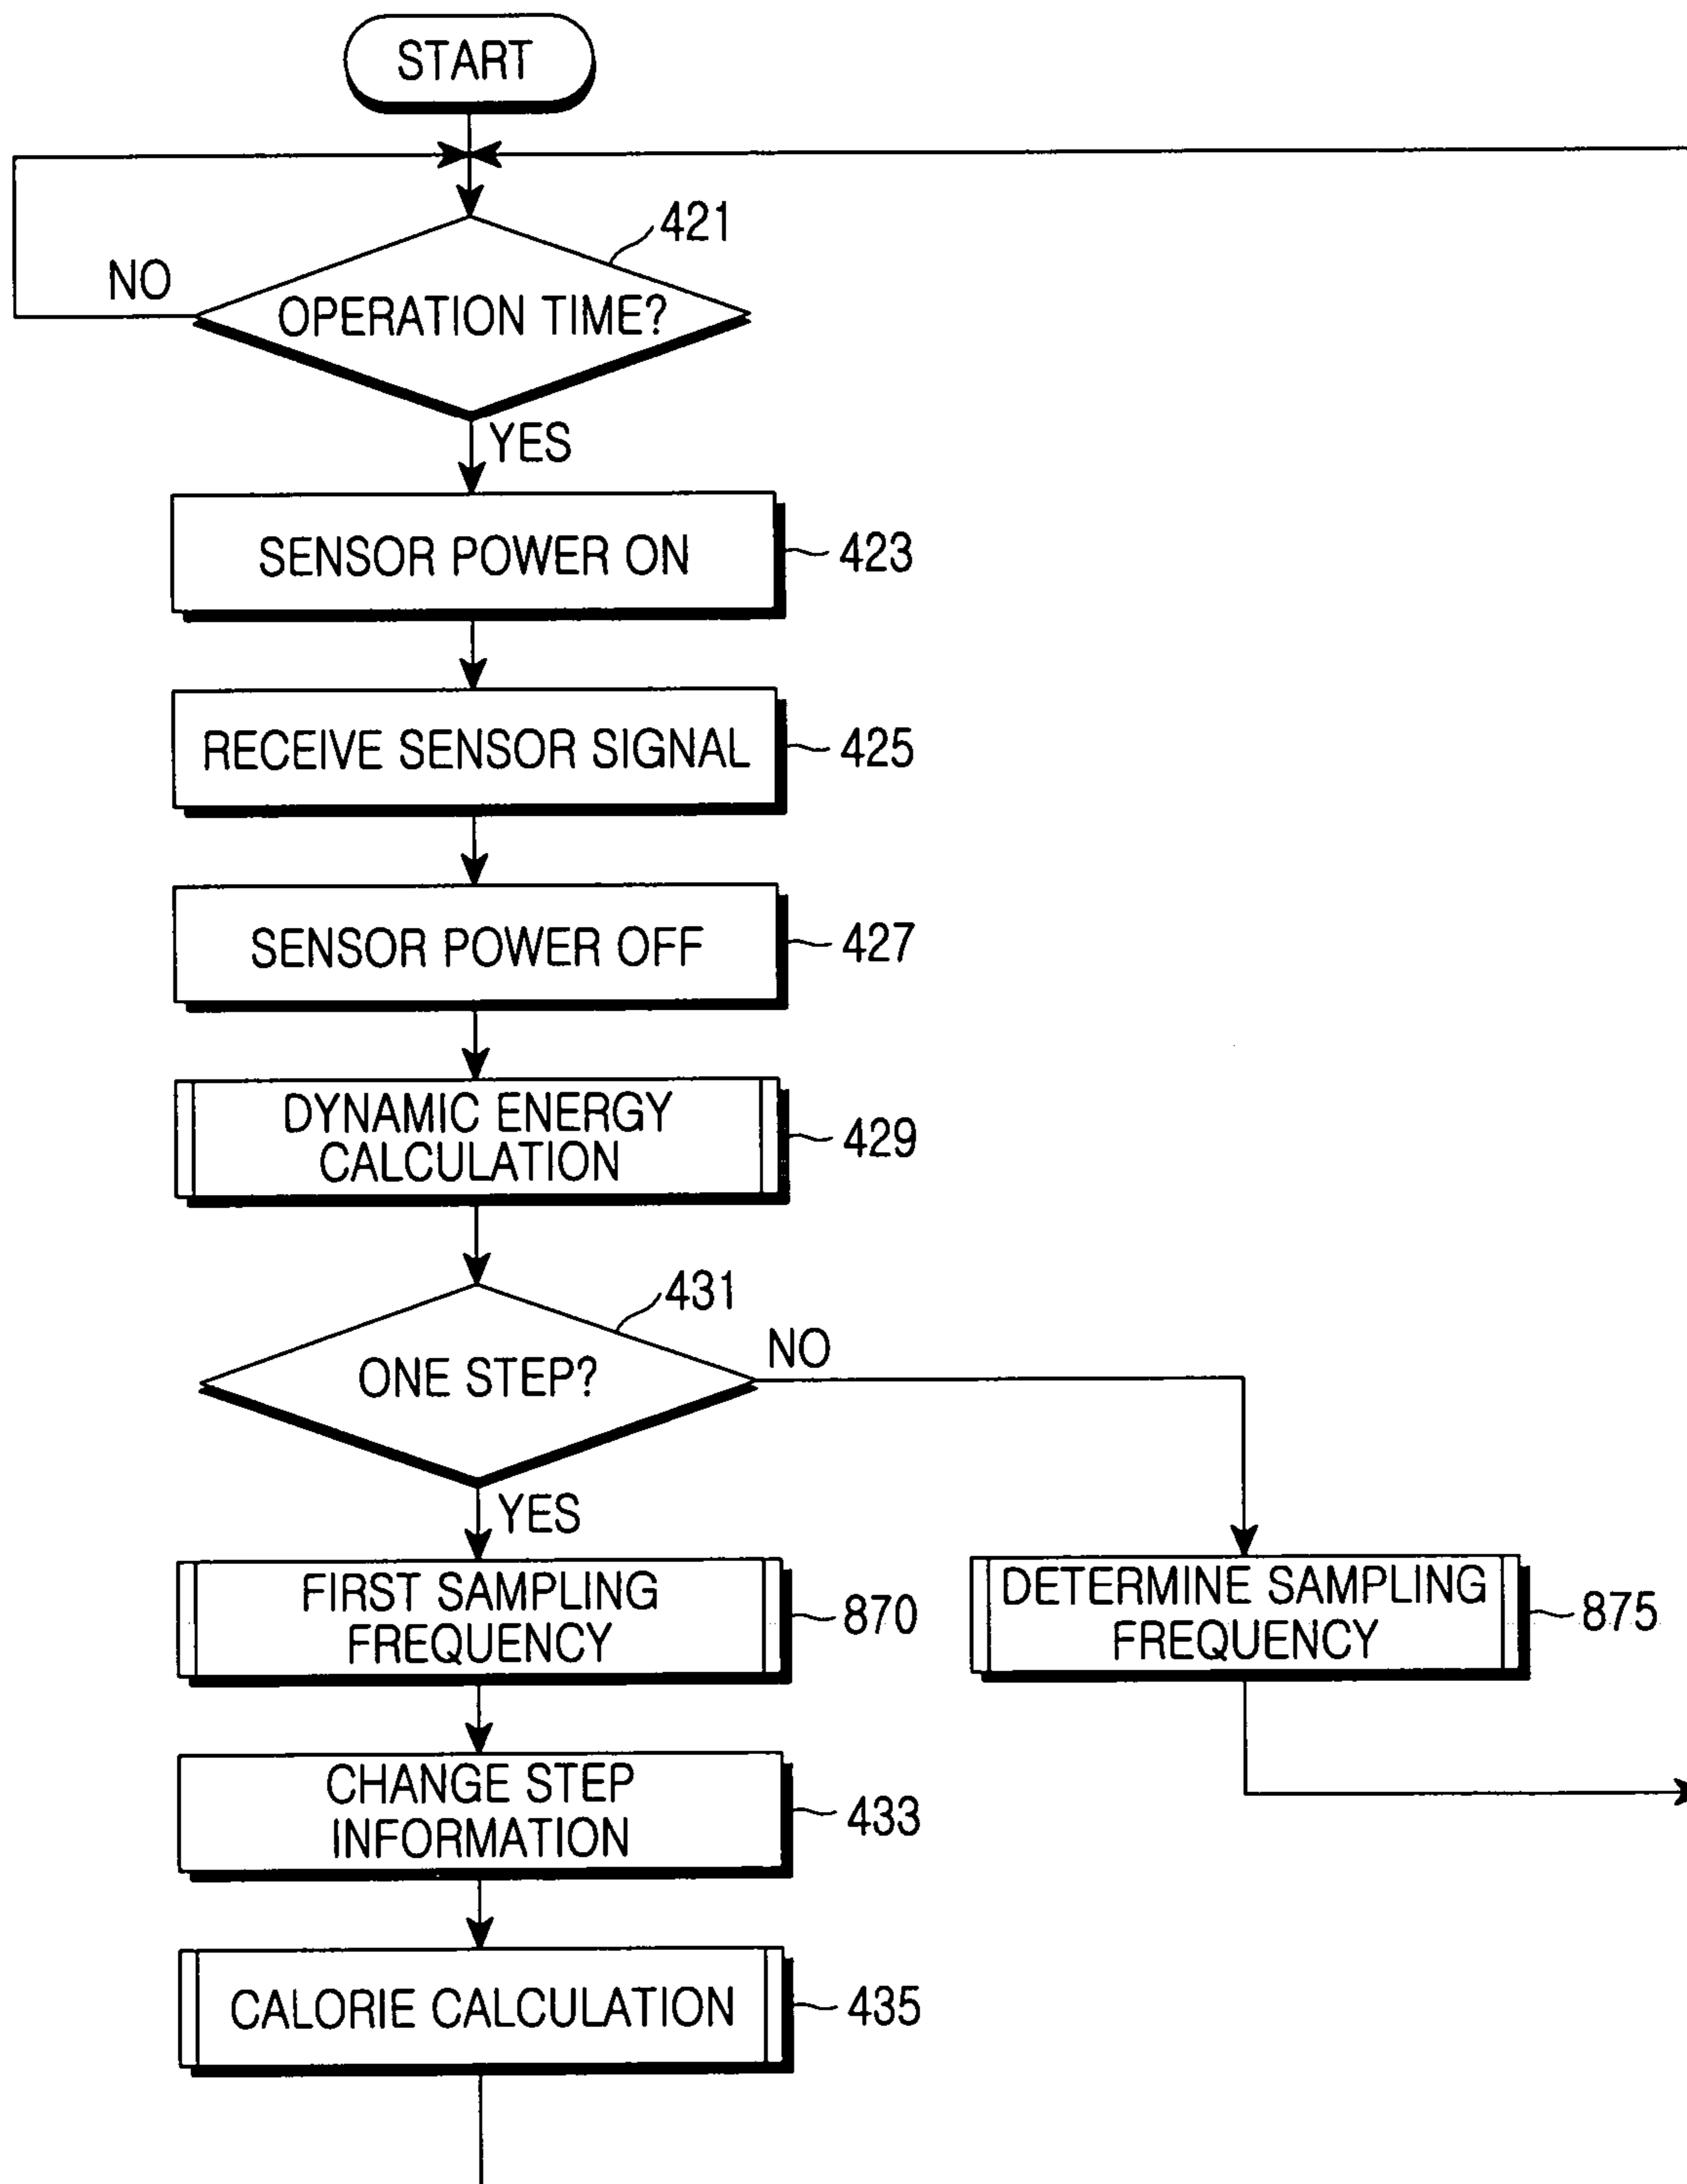 START
421
NO
OPERATION TIME?
YES
SENSOR POWER ON
423
RECEIVE SENSOR SIGNAL
425
SENSOR POWER OFF
427
DYNAMIC ENERGY
CALCULATION
429
431
NO
ONE STEP?
YES
FIRST SAMPLING
FREQUENCY
870
DETERMINE SAMPLING
FREQUENCY
875
CHANGE STEP
INFORMATION
433
CALORIE CALCULATION
435